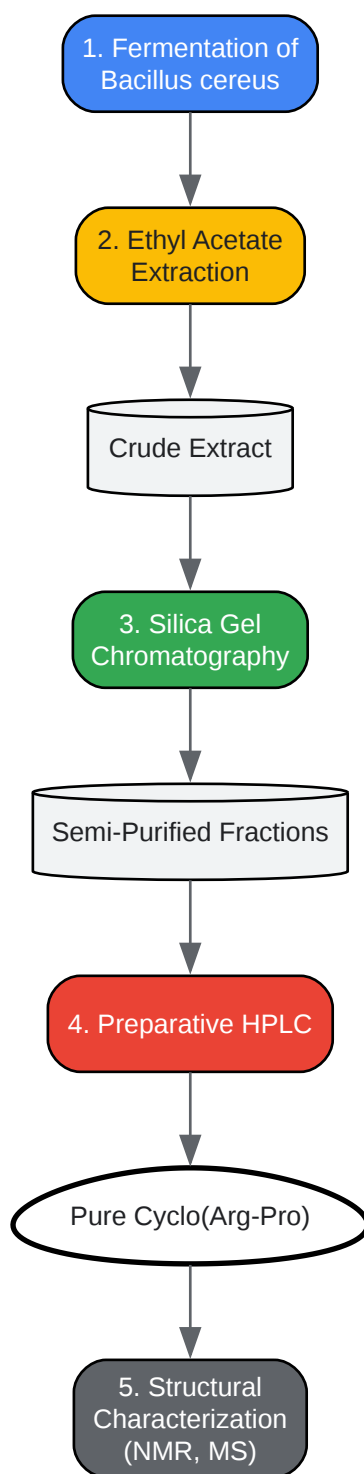 1. Fermentation of
Bacillus cereus
2. Ethyl Acetate
Extraction
Crude Extract
3. Silica Gel
Chromatography
Semi-Purified Fractions
4. Preparative HPLC
Pure Cyclo(Arg-Pro)
5. Structural
Characterization
(NMR, MS)